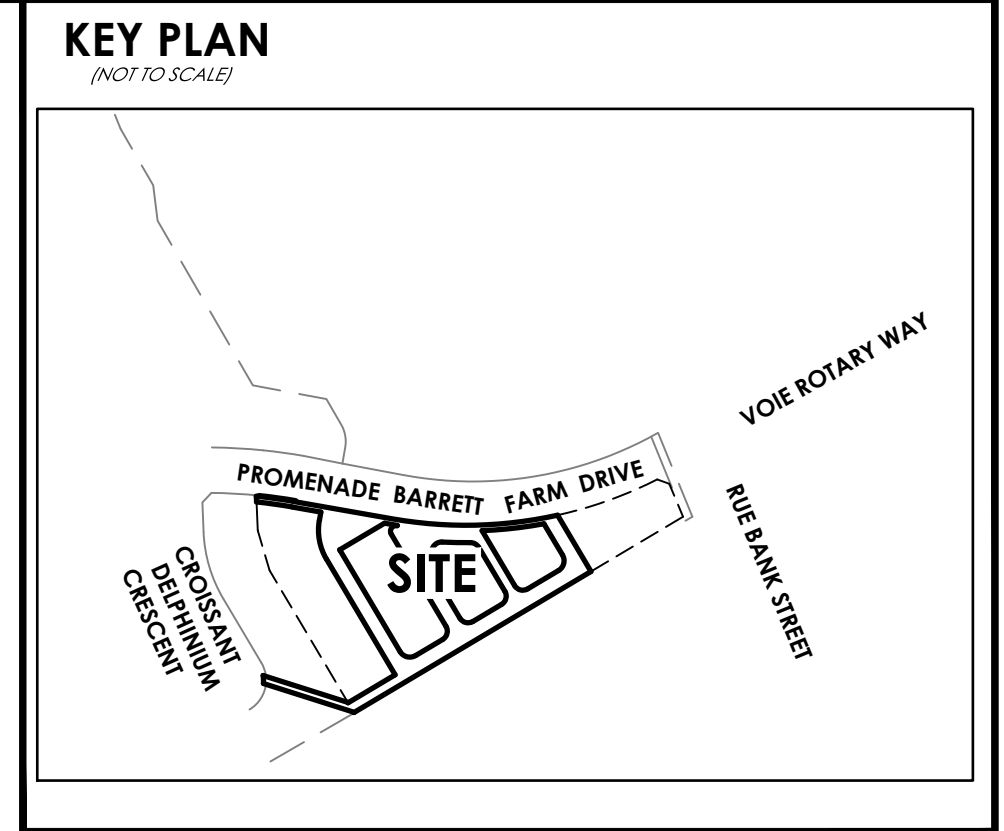 KEY PLAN
(NOT TO SCALE)
VOIE ROTARY WAY
PROMENADE BARRETT FARM DRIVE
RUE BANK STREET
SITE
CROISSANT
DELPHINIUM
CRESCENT